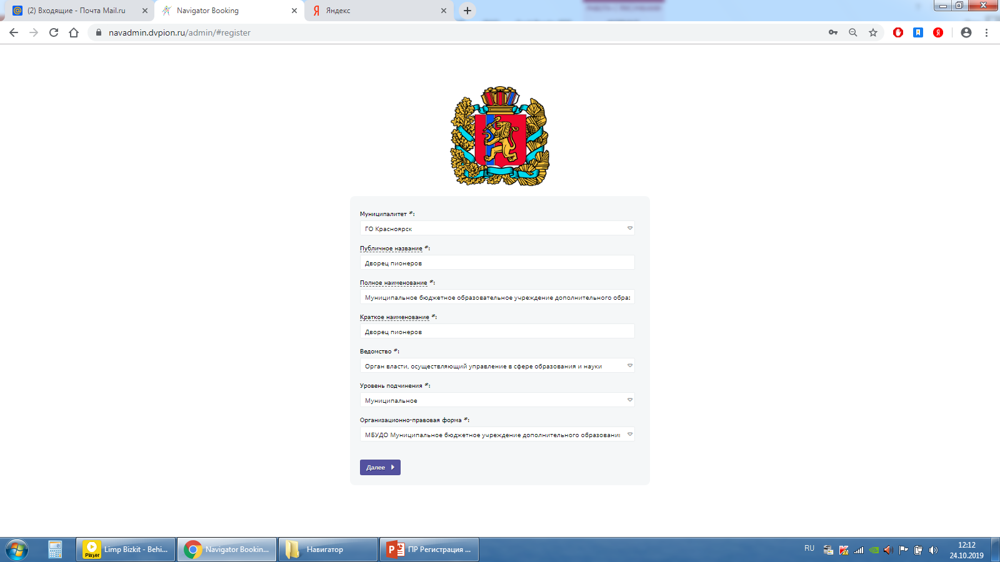 (2) Входящие - Почта Mail.ru
Navigator Booking
Яндекс
navadmin.dvpion.ru/admin/#register
Муниципалитет *:
ГО Красноярск
Публичное название *:
Дворец пионеров
Полное наименование *:
Муниципальное бюджетное образовательное учреждение дополнительного обра:
Краткое наименование *:
Дворец пионеров
Ведомство *:
Орган власти, осуществляющий управление в сфере образования и науки
Уровень подчинения *:
Муниципальное
Организационно-правовая форма *:
МБУДО Муниципальное бюджетное учреждение дополнительного образования
Далее
Player
Limp Bizkit - Behi...
Navigator Bookin...
Навигатор
ПР Регистрация ...
RU
12:12
24.10.2019